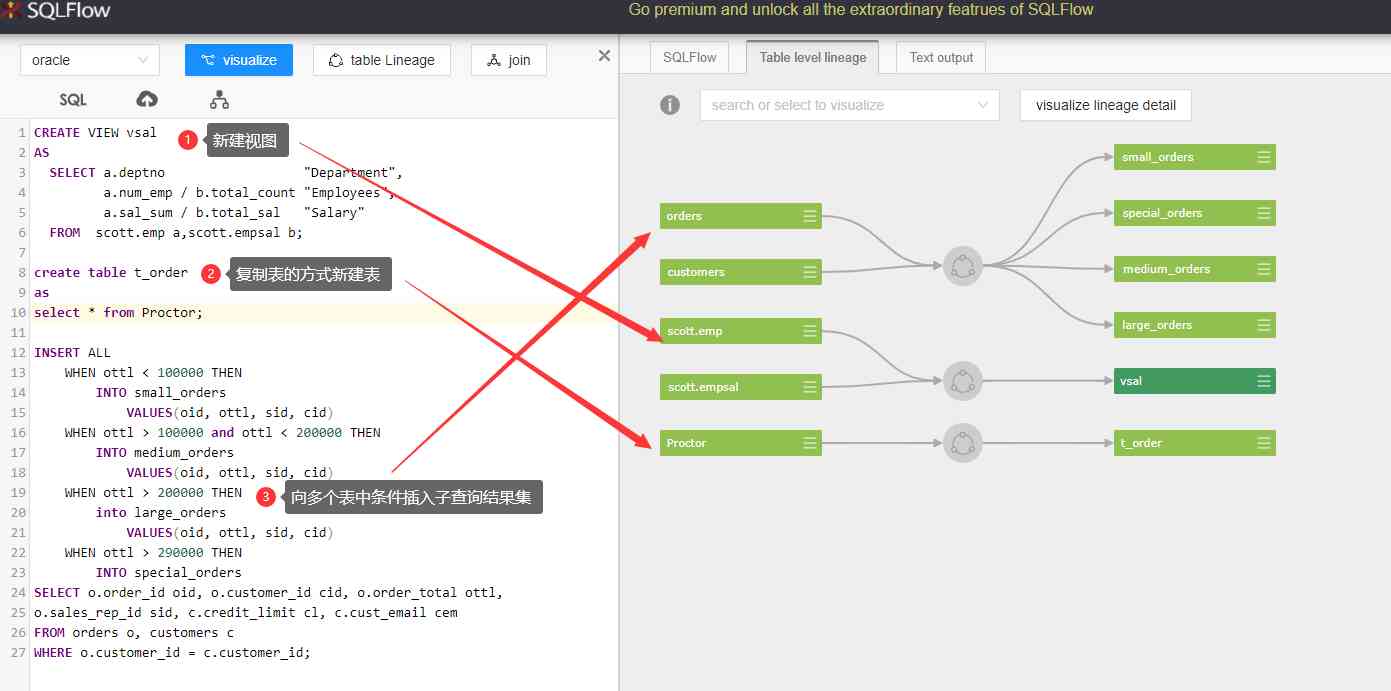 SQLFlow
Go premium and unlock all the extraordinary featrues of SQLFlow
oracle
visualize
table Lineage
join
SQL
1 CREATE VIEW vsal
1 新建视图
2 AS
3 SELECT a.deptno "Department",
4 a.num_emp / b.total_count "Employees",
5 a.sal_sum / b.total_sal "Salary"
6 FROM scott.emp a,scott.empsal b;
7
8 create table t_order
2 复制表的方式新建表
9 as
10 select * from Proctor;
11
12 INSERT ALL
13 WHEN ottl < 100000 THEN
14 INTO small_orders
15 VALUES(oid, ottl, sid, cid)
16 WHEN ottl > 100000 and ottl < 200000 THEN
17 INTO medium_orders
18 VALUES(oid, ottl, sid, cid)
19 WHEN ottl > 200000 THEN
3 向多个表中条件插入子查询结果集
20 into large_orders
21 VALUES(oid, ottl, sid, cid)
22 WHEN ottl > 290000 THEN
23 INTO special_orders
24 SELECT o.order_id oid, o.customer_id cid, o.order_total ottl,
25 o.sales_rep_id sid, c.credit_limit cl, c.cust_email cem
26 FROM orders o, customers c
27 WHERE o.customer_id = c.customer_id;
SQLFlow
Table level lineage
Text output
search or select to visualize
visualize lineage detail
orders
customers
scott.emp
scott.empsal
Proctor
small_orders
special_orders
medium_orders
large_orders
vsal
t_order